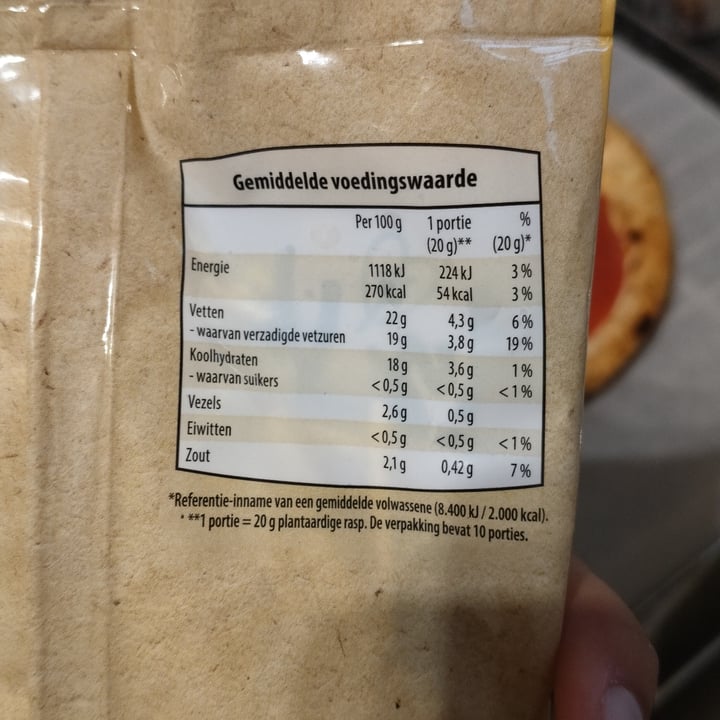 Gemiddelde voedingswaarde
Per 100 g 1 portie %
(20 g)** (20 g)*
Energie 1118 kJ 224 kJ 3 %
270 kcal 54 kcal 3 %
Vetten 22 g 4,3 g 6 %
- waarvan verzadigde vetzuren 19 g 3,8 g 19 %
Koolhydraten 18 g 3,6 g 1 %
- waarvan suikers <0,5 g <0,5 g <1 %
Vezels 2,6 g 0,5 g
Eiwitten <0,5 g <0,5 g <1 %
Zout 2,1 g 0,42 g 7 %
*Referentie-inname van een gemiddelde volwassene (8.400 kJ / 2.000 kcal).
**1 portie = 20 g plantaardige rasp. De verpakking bevat 10 porties.